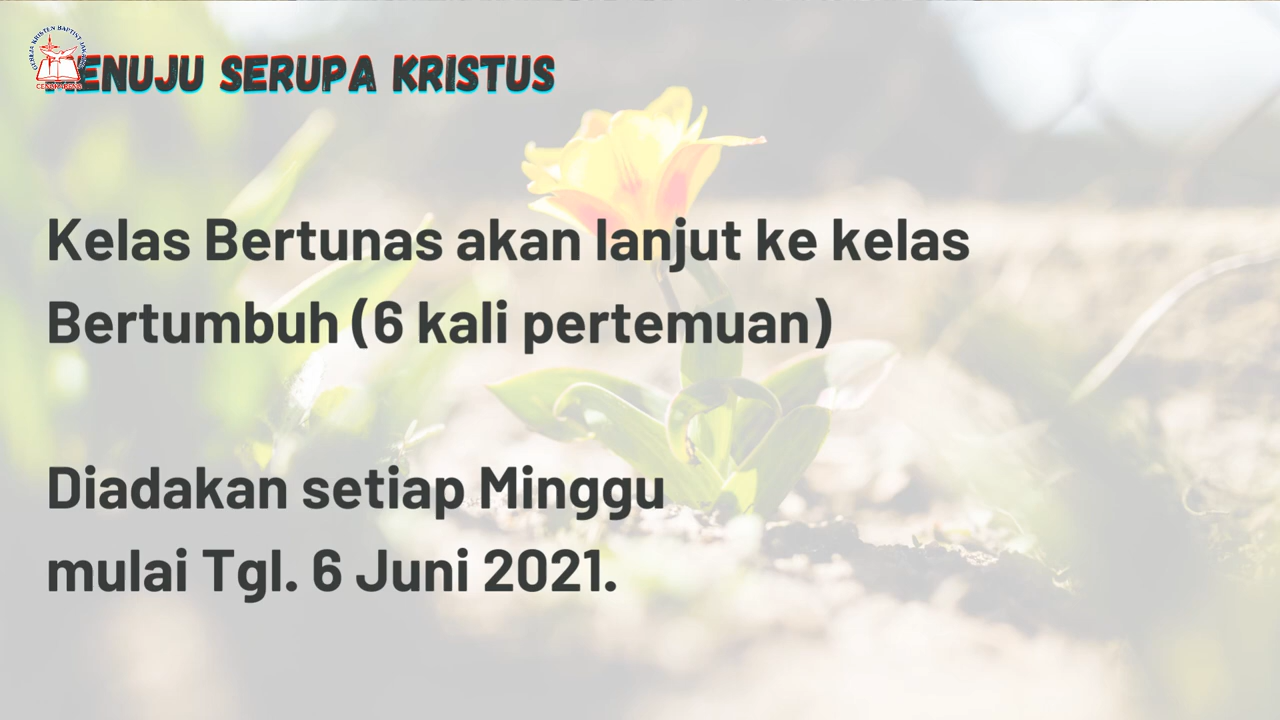 MENUJU SERUPA KRISTUS
Kelas Bertunas akan lanjut ke kelas
Bertumbuh (6 kali pertemuan)
Diadakan setiap Minggu
mulai Tgl. 6 Juni 2021.